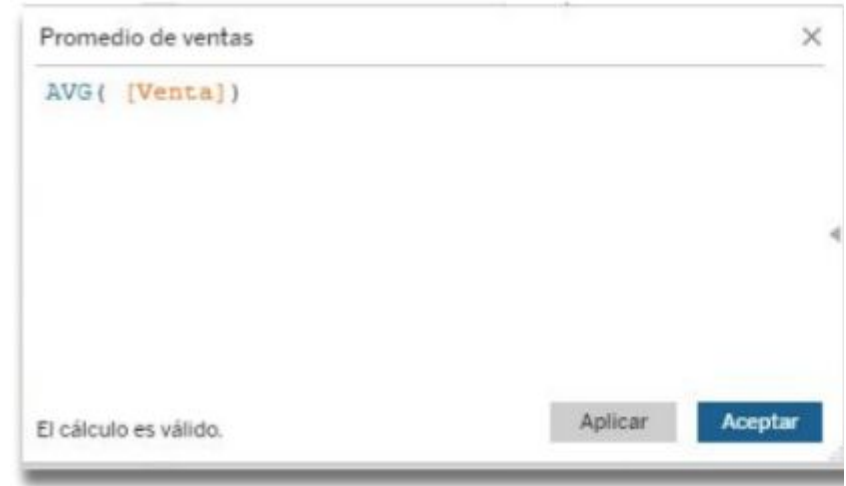 Promedio de ventas
AVG( [Venta])
El cálculo es válido.
Aplicar
Aceptar